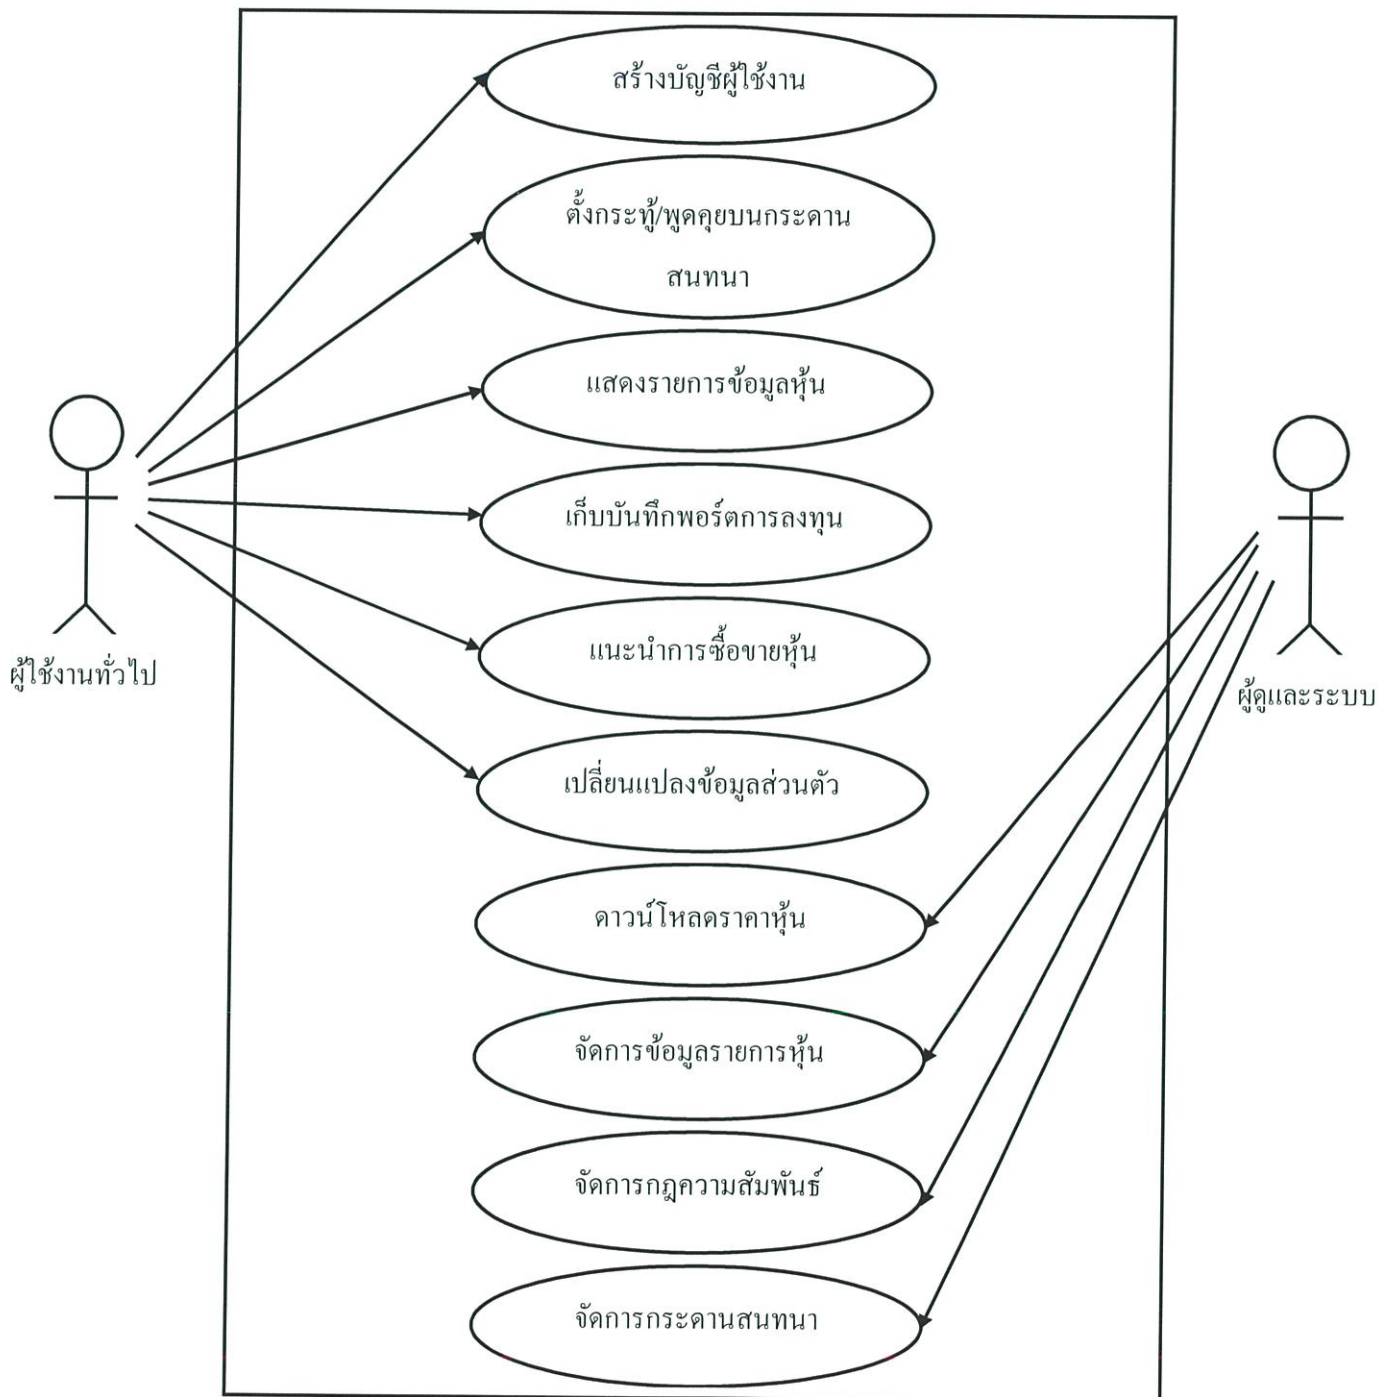 สร้างบัญชีผู้ใช้งาน
ตั้งกระทู้/พูดคุยบนกระดาน
สนทนา
แสดงรายการข้อมูลหุ้น
เก็บบันทึกพอร์ตการลงทุน
แนะนำการซื้อขายหุ้น
ผู้ใช้งานทั่วไป
ผู้ดูและระบบ
เปลี่ยนแปลงข้อมูลส่วนตัว
ดาวน์โหลดราคาหุ้น
จัดการข้อมูลรายการหุ้น
จัดการกฎความสัมพันธ์
จัดการกระดานสนทนา